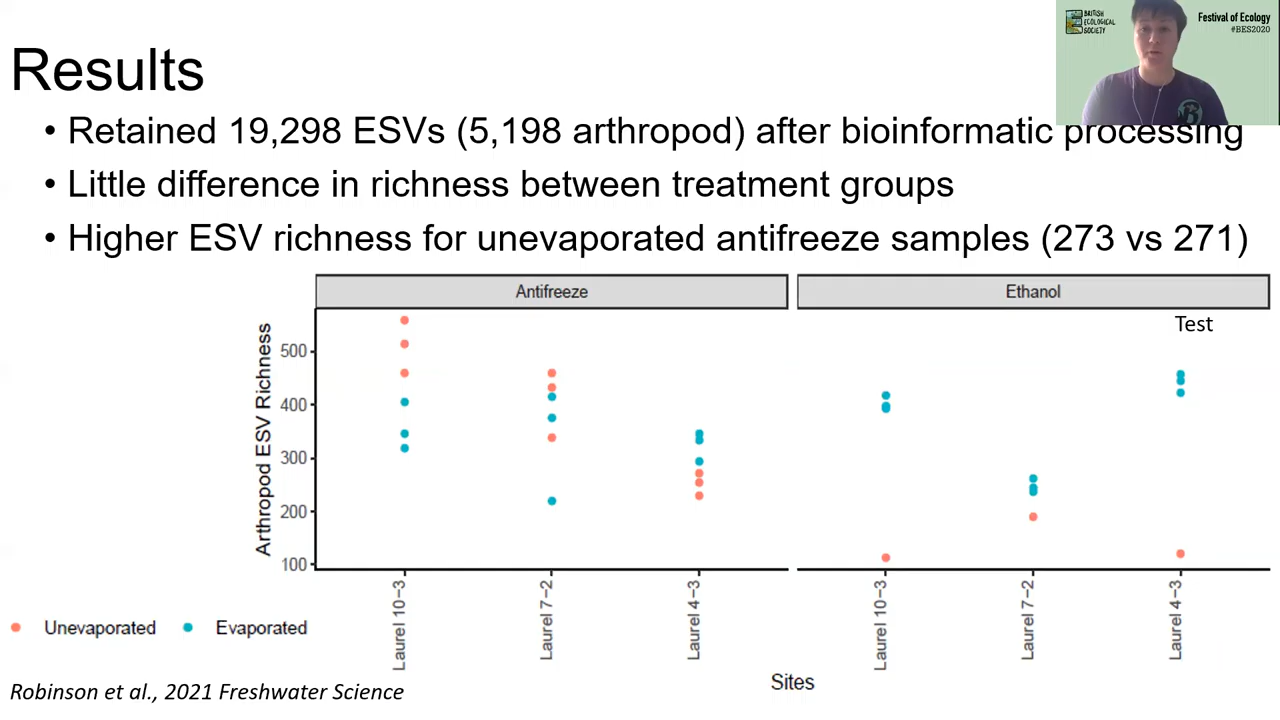 BRITISH
ECOLOGICAL
SOCIETY
Festival of Ecology
#BES2020
Results
• Retained 19,298 ESVs (5,198 arthropod) after bioinformatic processing
• Little difference in richness between treatment groups
• Higher ESV richness for unevaporated antifreeze samples (273 vs 271)
Antifreeze
Ethanol
Test
Arthropod ESV Richness
500
400
300
200
100
Laurel 10−3
Laurel 7−2
Laurel 4−3
Laurel 10−3
Laurel 7−2
Laurel 4−3
Unevaporated
Evaporated
Sites
Robinson et al., 2021 Freshwater Science